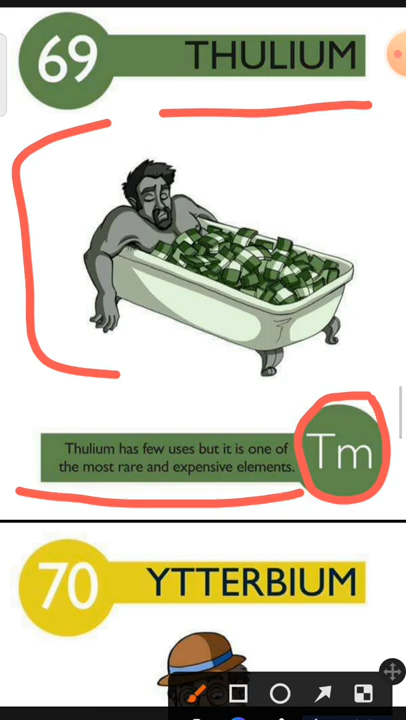 69
THULIUM
Thulium has few uses but it is one of
the most rare and expensive elements.
Tm
70
YTTERBIUM